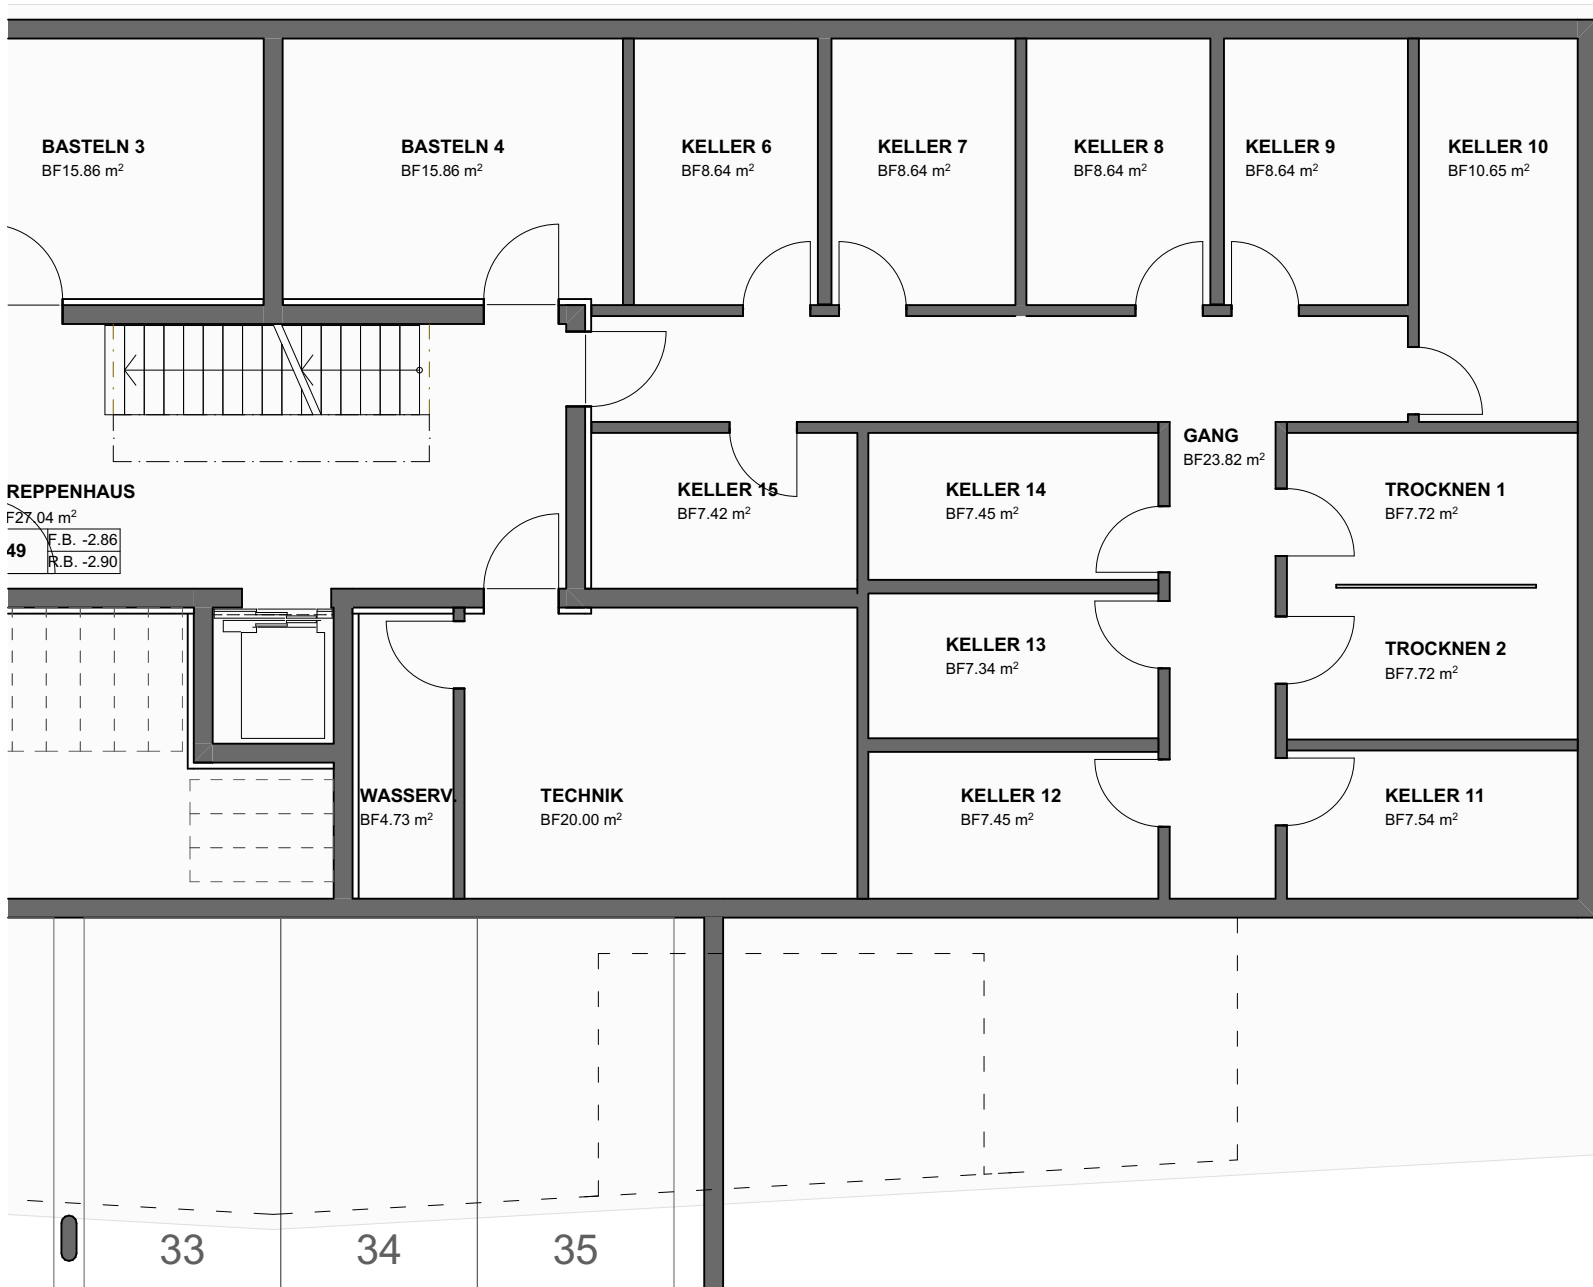 BASTELN 3
BF15.86 m²
BASTELN 4
BF15.86 m²
KELLER 6
BF8.64 m²
KELLER 7
BF8.64 m²
KELLER 8
BF8.64 m²
KELLER 9
BF8.64 m²
KELLER 10
BF10.65 m²
GANG
BF23.82 m²
REPPENHAUS
F27.04 m²
49
F.B. -2.86
R.B. -2.90
KELLER 15
BF7.42 m²
KELLER 14
BF7.45 m²
TROCKNEN 1
BF7.72 m²
KELLER 13
BF7.34 m²
TROCKNEN 2
BF7.72 m²
WASSERV.
BF4.73 m²
TECHNIK
BF20.00 m²
KELLER 12
BF7.45 m²
KELLER 11
BF7.54 m²
33
34
35